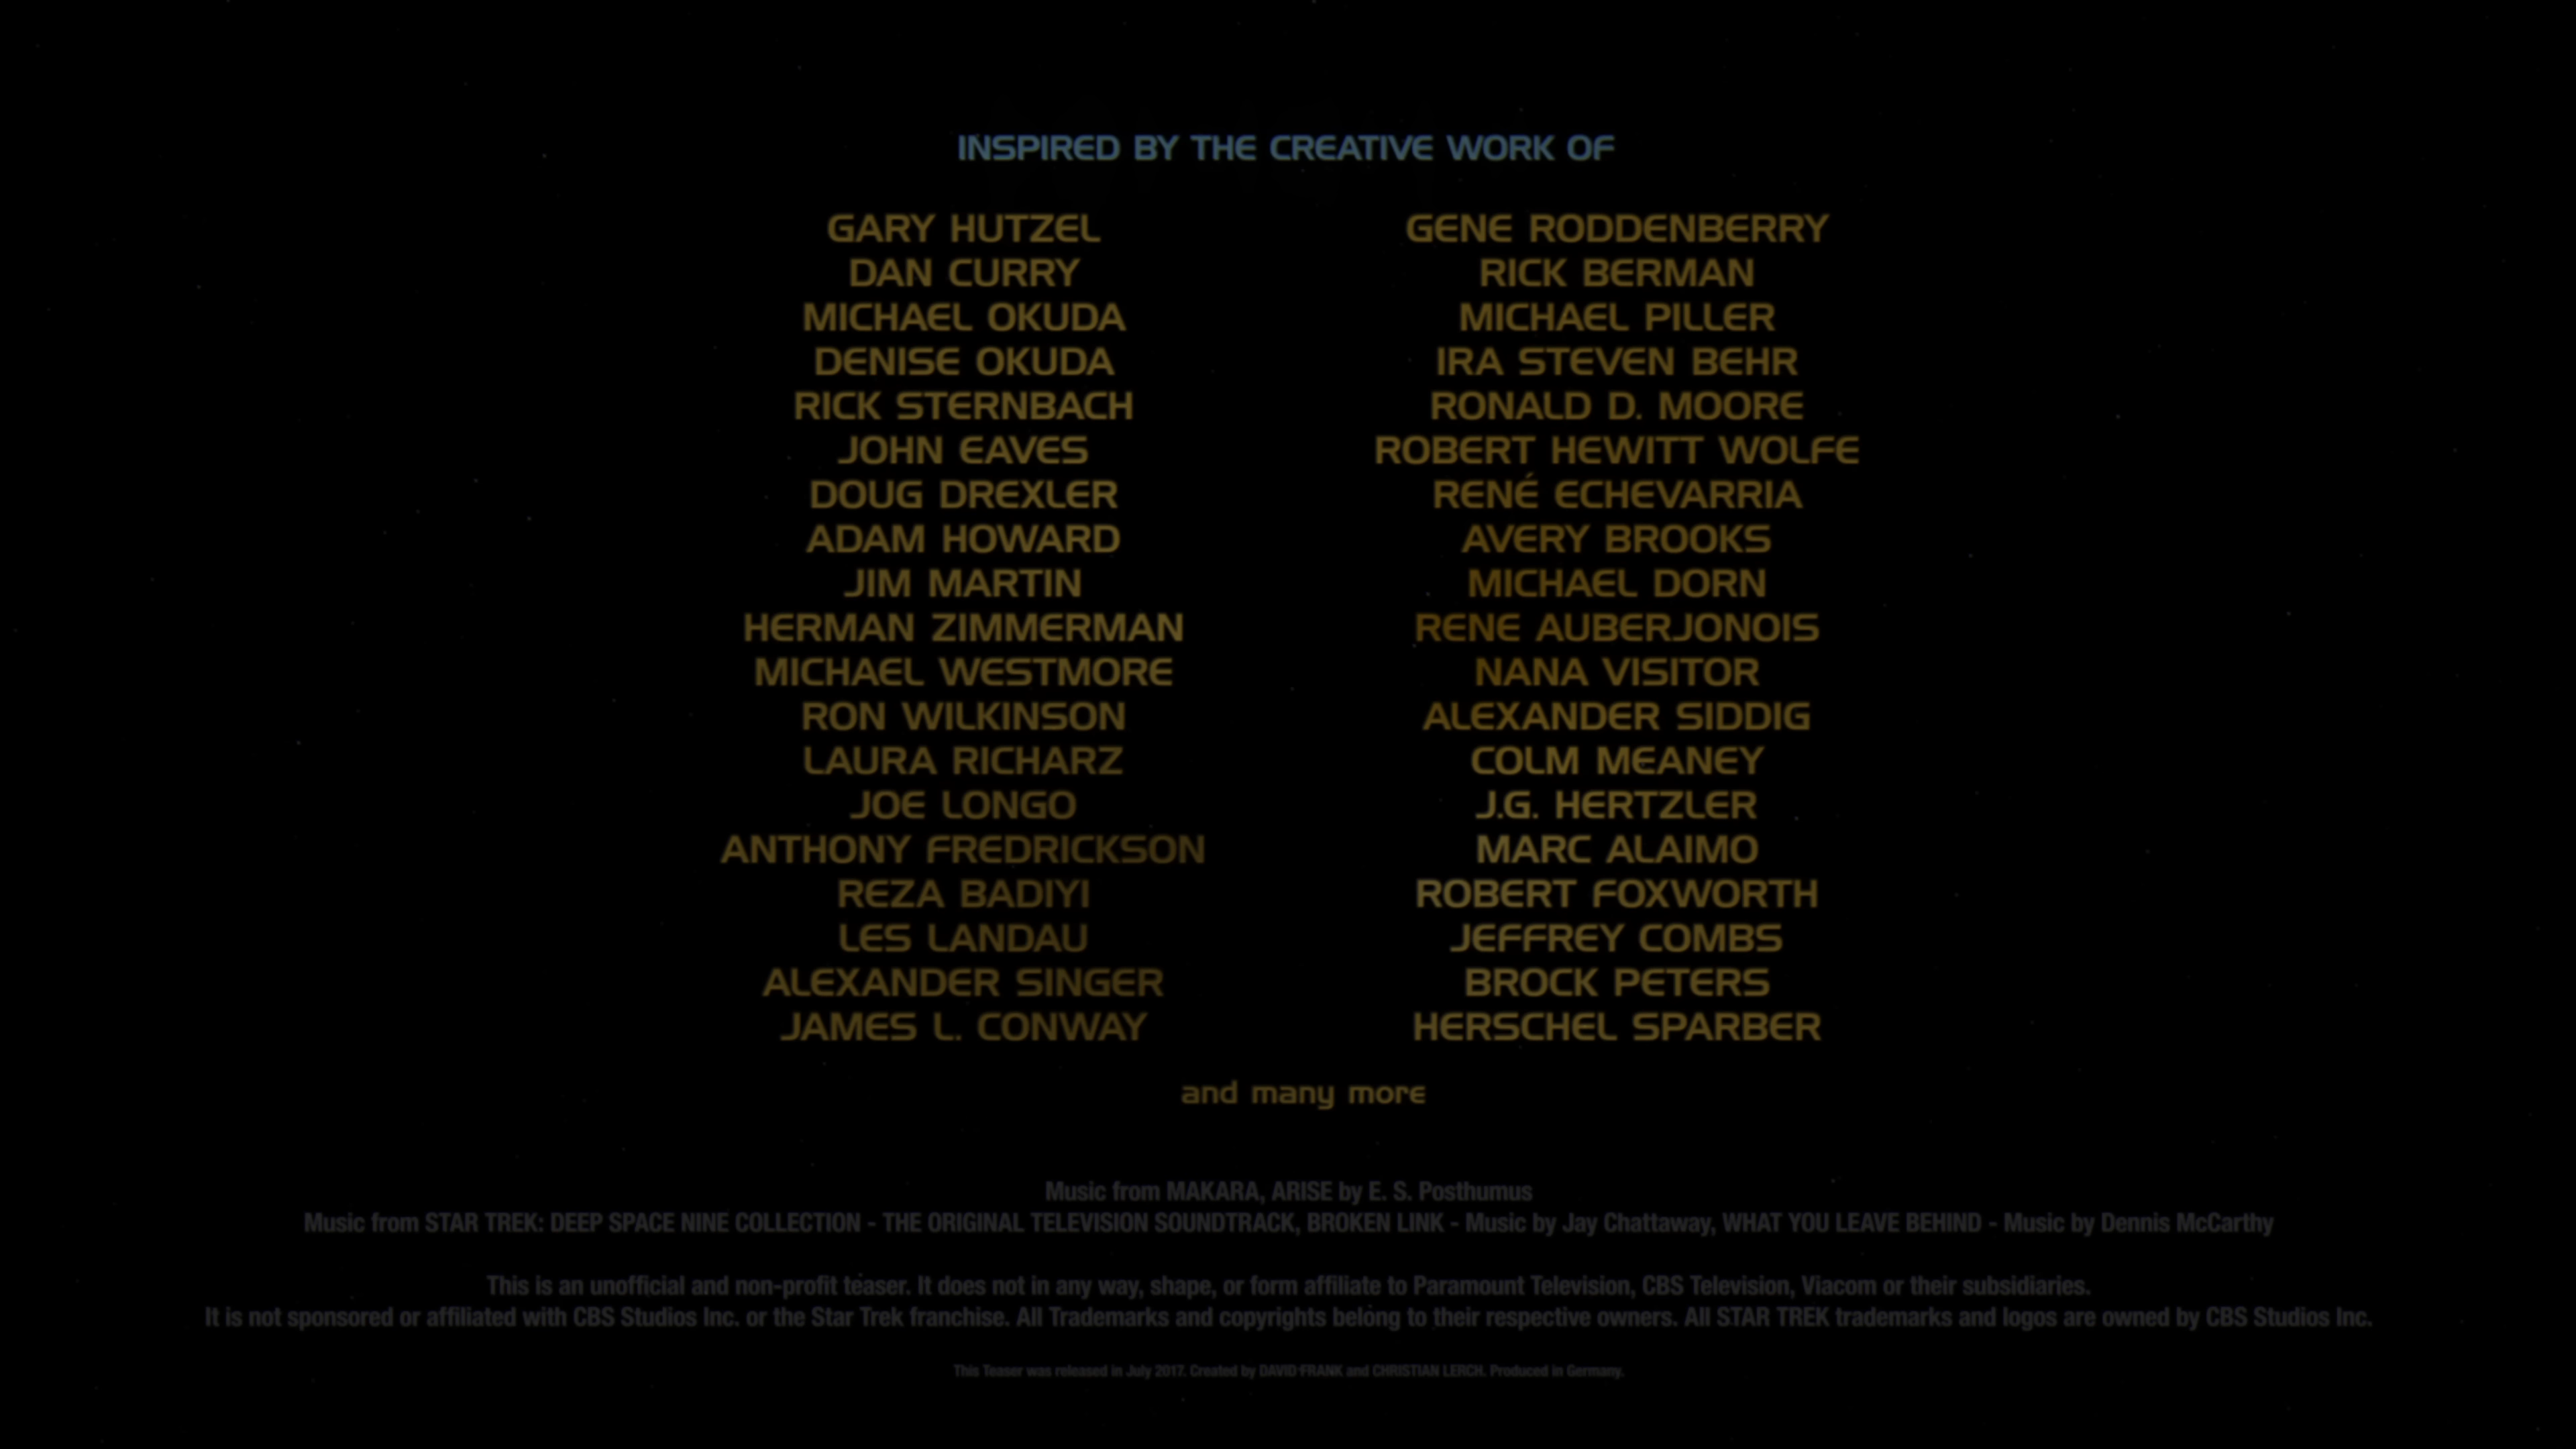 INSPIRED BY THE CREATIVE WORK OF
GARY HUTZEL
DAN CURRY
MICHAEL OKUDA
DENISE OKUDA
RICK STERNBACH
JOHN EAVES
DOUG DREXLER
ADAM HOWARD
JIM MARTIN
HERMAN ZIMMERMAN
MICHAEL WESTMORE
RON WILKINSON
LAURA RICHARZ
JOE LONGO
ANTHONY FREDRICKSON
REZA BADIYI
LES LANDAU
ALEXANDER SINGER
JAMES L. CONWAY
GENE RODDENBERRY
RICK BERMAN
MICHAEL PILLER
IRA STEVEN BEHR
RONALD D. MOORE
ROBERT HEWITT WOLFE
RENÉ ECHEVARRIA
AVERY BROOKS
MICHAEL DORN
RENE AUBERJONOIS
NANA VISITOR
ALEXANDER SIDDIG
COLM MEANEY
J.G. HERTZLER
MARC ALAIMO
ROBERT FOXWORTH
JEFFREY COMBS
BROCK PETERS
HERSCHEL SPARBER
and many more
Music from MAKARA, ARISE by E. S. Posthumus
Music from STAR TREK: DEEP SPACE NINE COLLECTION - THE ORIGINAL TELEVISION SOUNDTRACK, BROKEN LINK - Music by Jay Chattaway, WHAT YOU LEAVE BEHIND - Music by Dennis McCarthy
This is an unofficial and non-profit teaser. It does not in any way, shape, or form affiliate to Paramount Television, CBS Television, Viacom or their subsidiaries.
It is not sponsored or affiliated with CBS Studios Inc. or the Star Trek franchise. All Trademarks and copyrights belong to their respective owners. All STAR TREK trademarks and logos are owned by CBS Studios Inc.
This Teaser was released in July 2017. Created by DAVID FRANK and CHRISTIAN LERCH. Produced in Germany.